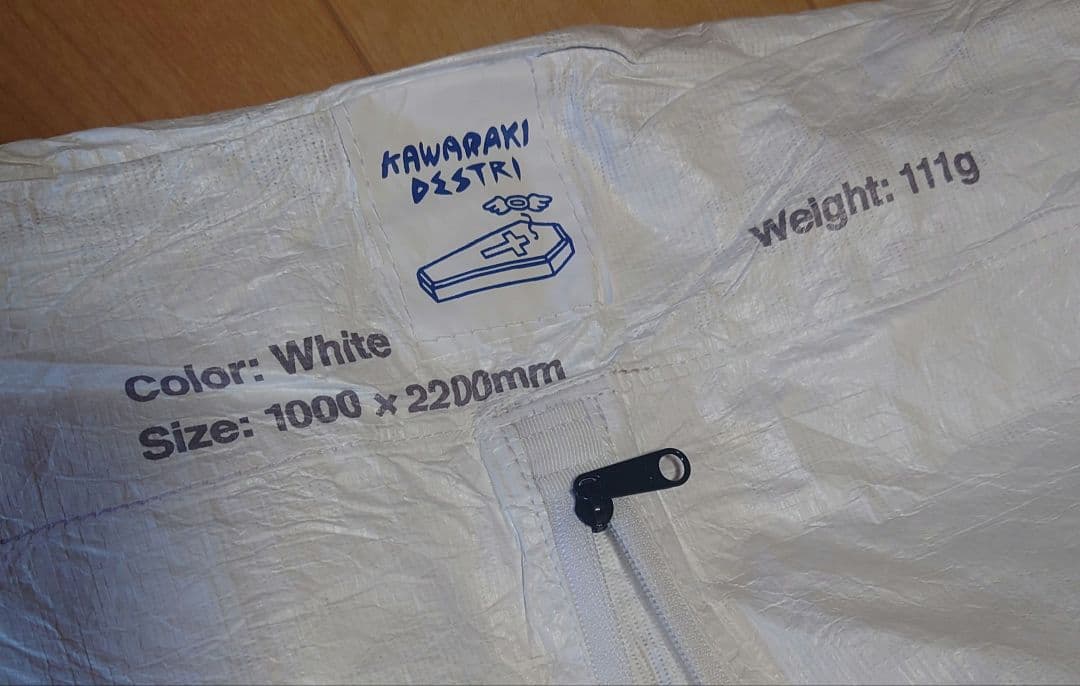 KAWARAKI
DESTRI
Weight: 111g
Color: White
Size: 1000 x 2200mm